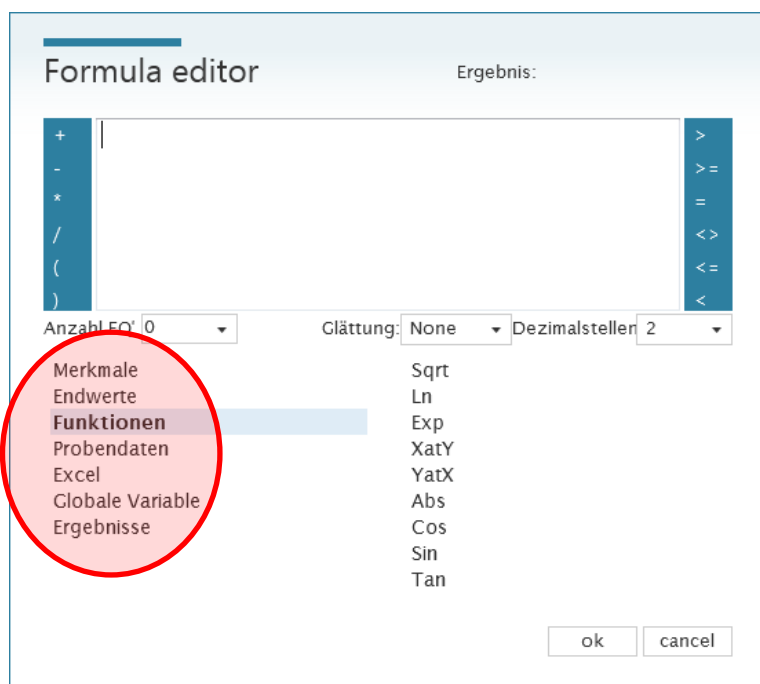 Formula editor
Ergebnis:
+
-
*
/
(
)
>
>=
=
<>
<=
<
Anzahl EQ' 0 Glättung: None Dezimalstellen 2
Merkmale
Endwerte
Funktionen
Probendaten
Excel
Globale Variable
Ergebnisse
Sqrt
Ln
Exp
XatY
YatX
Abs
Cos
Sin
Tan
ok cancel